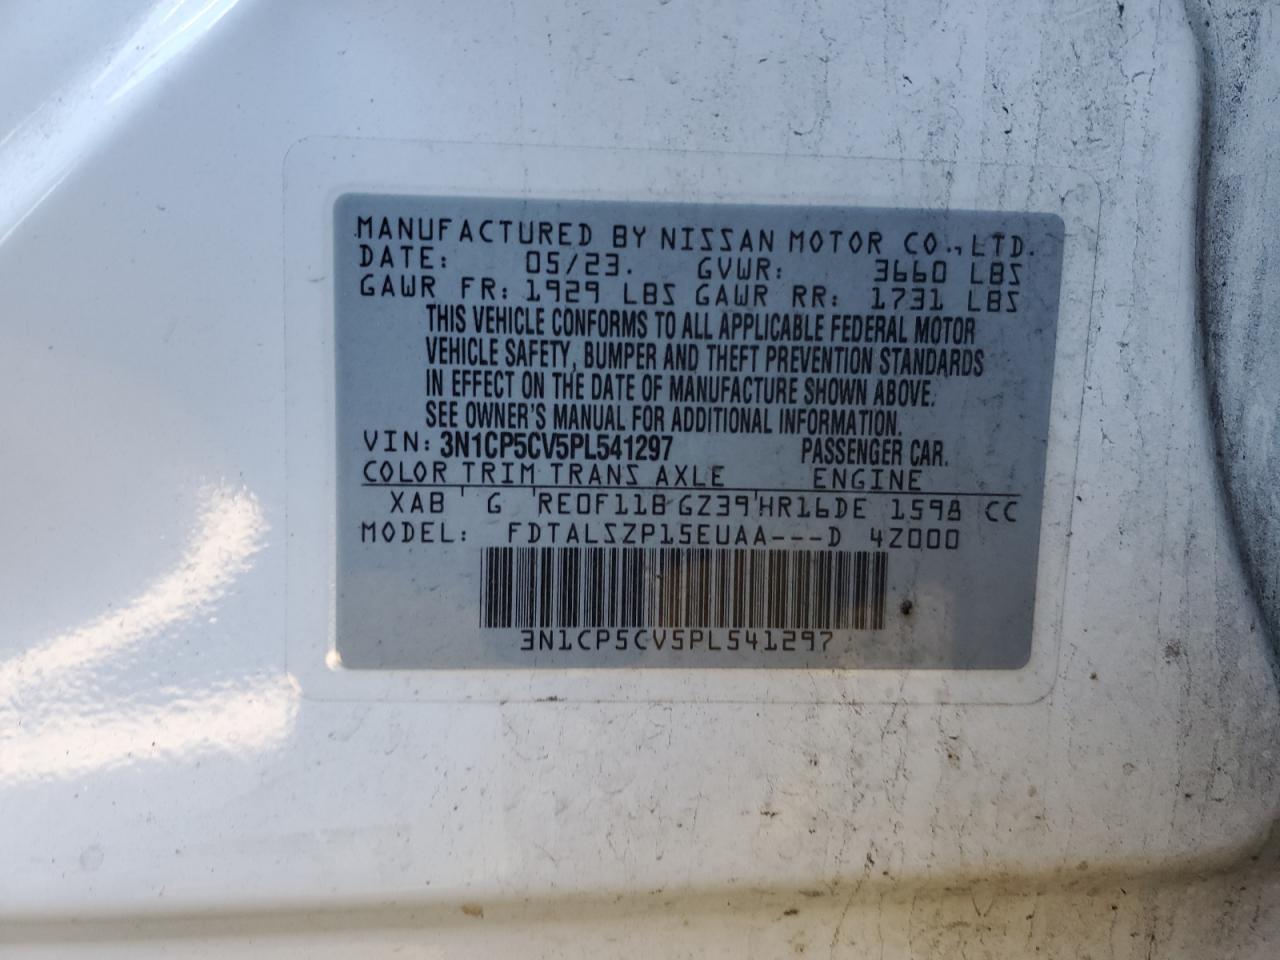 MANUFACTURED BY NISSAN MOTOR CO., LTD.
DATE: 05/23. GVWR: 3660 LBS
GAWR FR: 1929 LBS GAWR RR: 1731 LBS
THIS VEHICLE CONFORMS TO ALL APPLICABLE FEDERAL MOTOR
VEHICLE SAFETY, BUMPER AND THEFT PREVENTION STANDARDS
IN EFFECT ON THE DATE OF MANUFACTURE SHOWN ABOVE.
SEE OWNER'S MANUAL FOR ADDITIONAL INFORMATION.
VIN: 3N1CP5CV5PL541297 PASSENGER CAR.
COLOR TRIM TRANS AXLE ENGINE
XAB ' G ' RE0F11B GZ39 ' HR16DE 1598 CC
MODEL: FDTALSZP15EUAA---D 4Z000
3N1CP5CV5PL541297